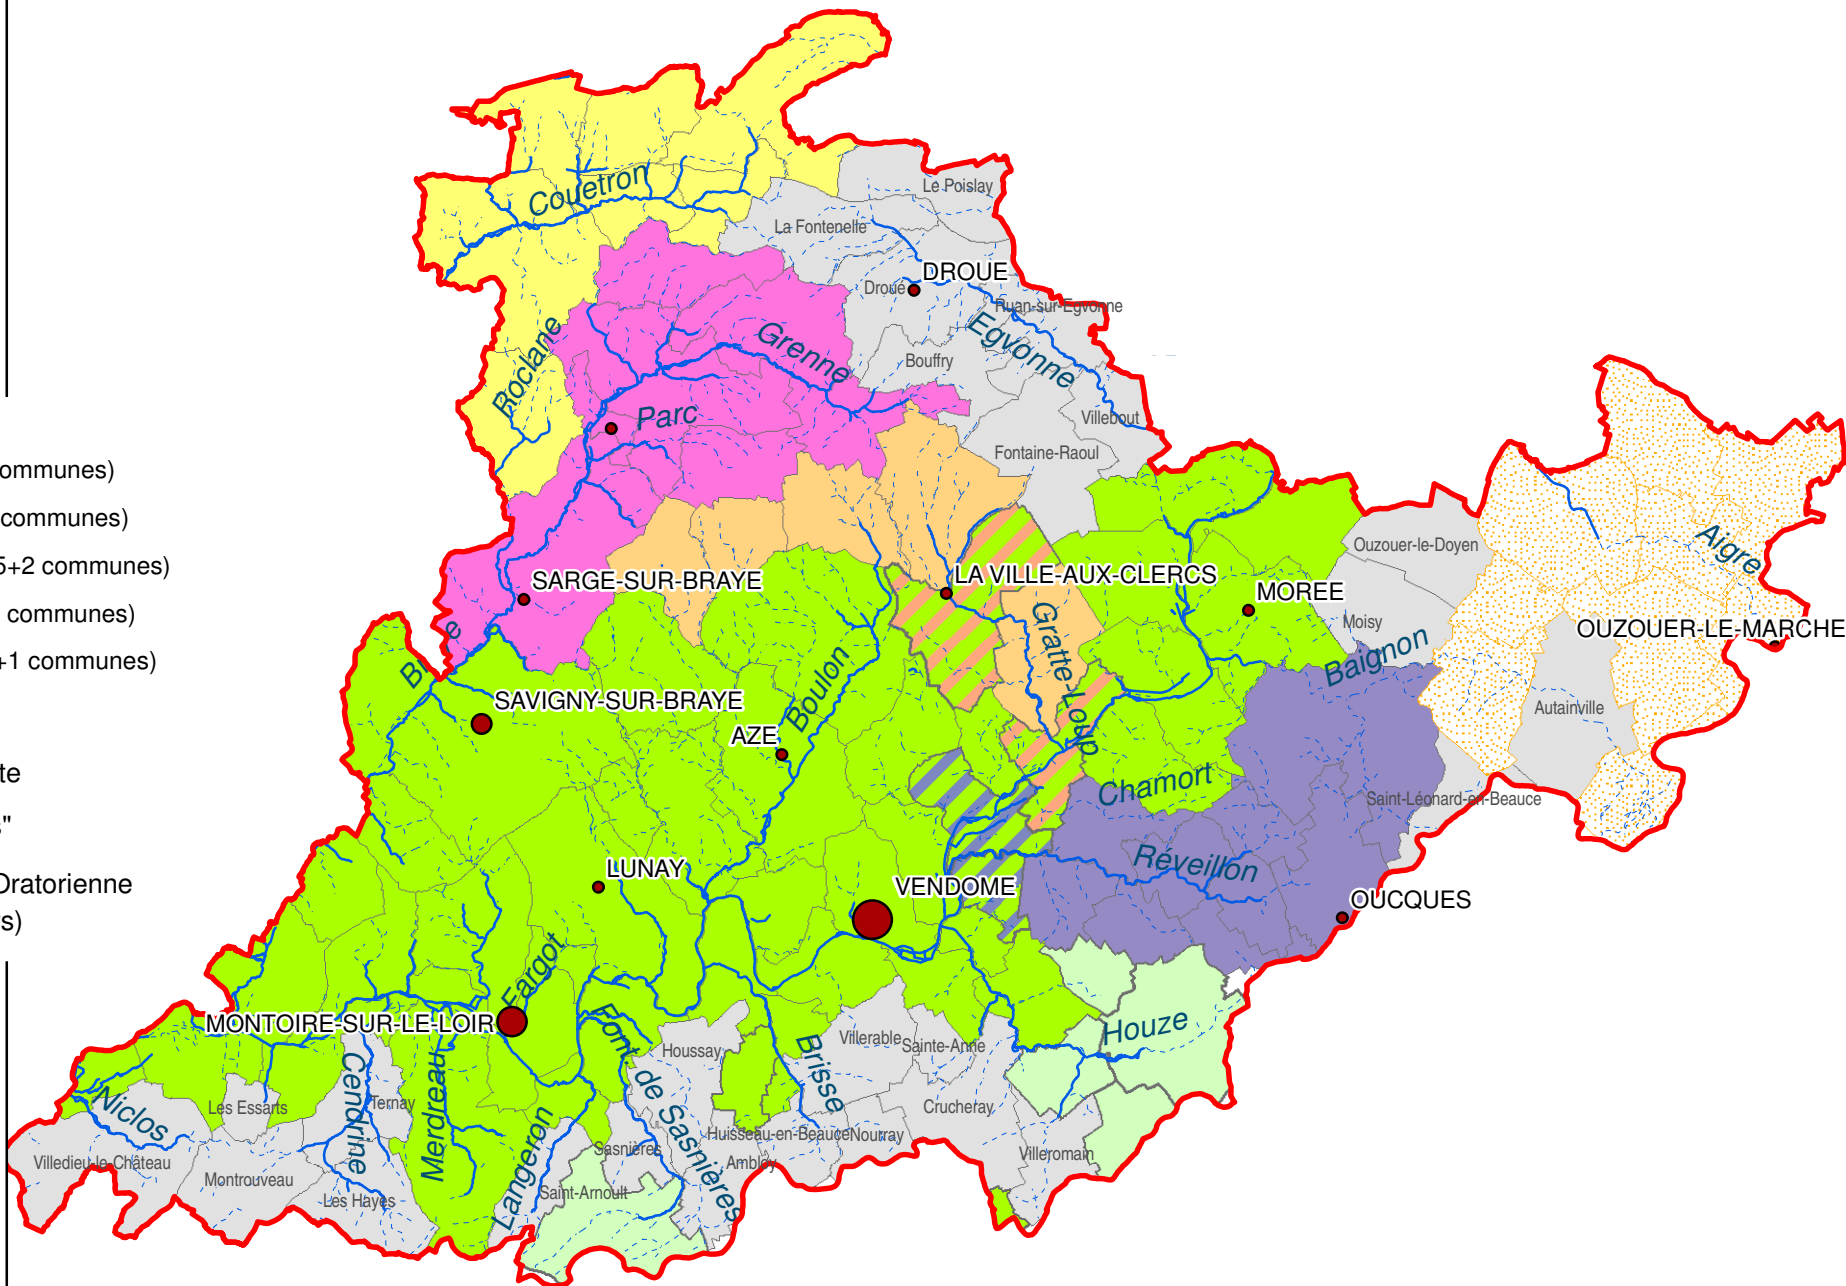 Couetron
Le Poislay
La Fontenelle
DROUE
Droué
Ruan-sur-Egvonne
Egvonne
Roclane
Grenne
Bouffry
Parc
Villebout
Fontaine-Raoul
ommunes)
communes)
5+2 communes)
communes)
+1 communes)
te
s"
Oratorienne
rs)
Ouzouer-le-Doyen
Aigre
SARGE-SUR-BRAYE
LA VILLE-AUX-CLERCS
MOREE
Moisy
OUZOUER-LE-MARCHE
Gratte-Loup
Baignon
Br
e
SAVIGNY-SUR-BRAYE
Boulon
AZE
Autainville
Chamort
Saint-Léonard-en-Beauce
LUNAY
VENDOME
Réveillon
OUCQUES
Fargot
MONTOIRE-SUR-LE-LOIR
Font. de Sasnières
Houssay
Brisse
Villerable
Sainte-Anne
Houze
Niclos
Les Essarts
Cendrine
Ternay
Merdreau
Langeron
Crucheray
Sasnières
Huisseau-en-Beauce
Nourray
Ambloy
Villeromain
Villedieu-le-Château
Montrouveau
Les Hayes
Saint-Arnoult